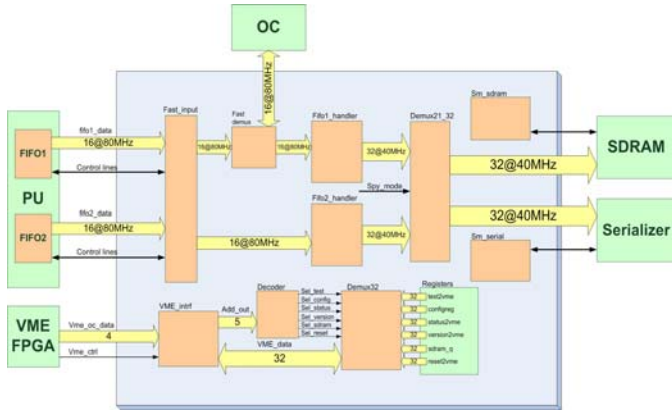 OC
16@80MHz
Fast_input
Fast
demux
Fifo1_handler
Demux21_32
Sm_sdram
fifo1_data
16@80MHz
FIFO1
Control lines
16@80MHz
16@80MHz
32@40MHz
SDRAM
32@40MHz
PU
Spy_mode
Fifo2_handler
fifo2_data
16@80MHz
FIFO2
Control lines
16@80MHz
32@40MHz
32@40MHz
Serializer
Sm_serial
VME
FPGA
Vme_oc_data
4
Vme_ctrl
VME_intrf
Add_out
5
Decoder
Sel_test
Sel_config
Sel_status
Sel_version
Sel_sdram
Sel_reset
VME_data
32
Demux32
Registers
32 test2vme
32 configreg
32 status2vme
32 version2vme
32 sdram_q
32 reset2vme